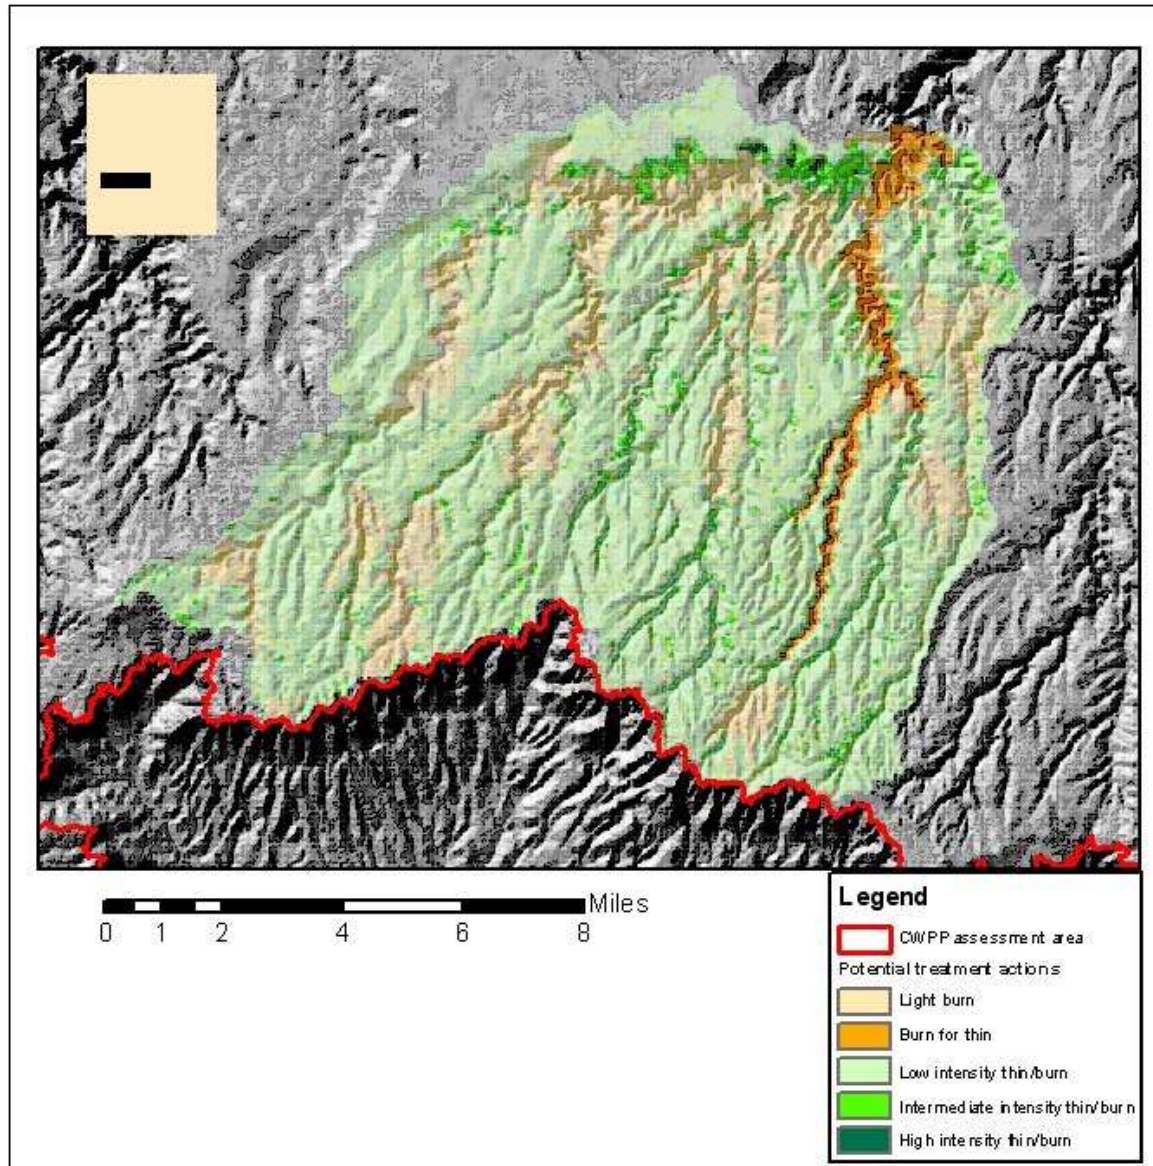 Miles
0 1 2 4 6 8
Legend
CWPP assessment area
Potential treatment actions
Light burn
Burn for thin
Low intensity thin/burn
Intermediate intensity thin/burn
High intensity thin/burn